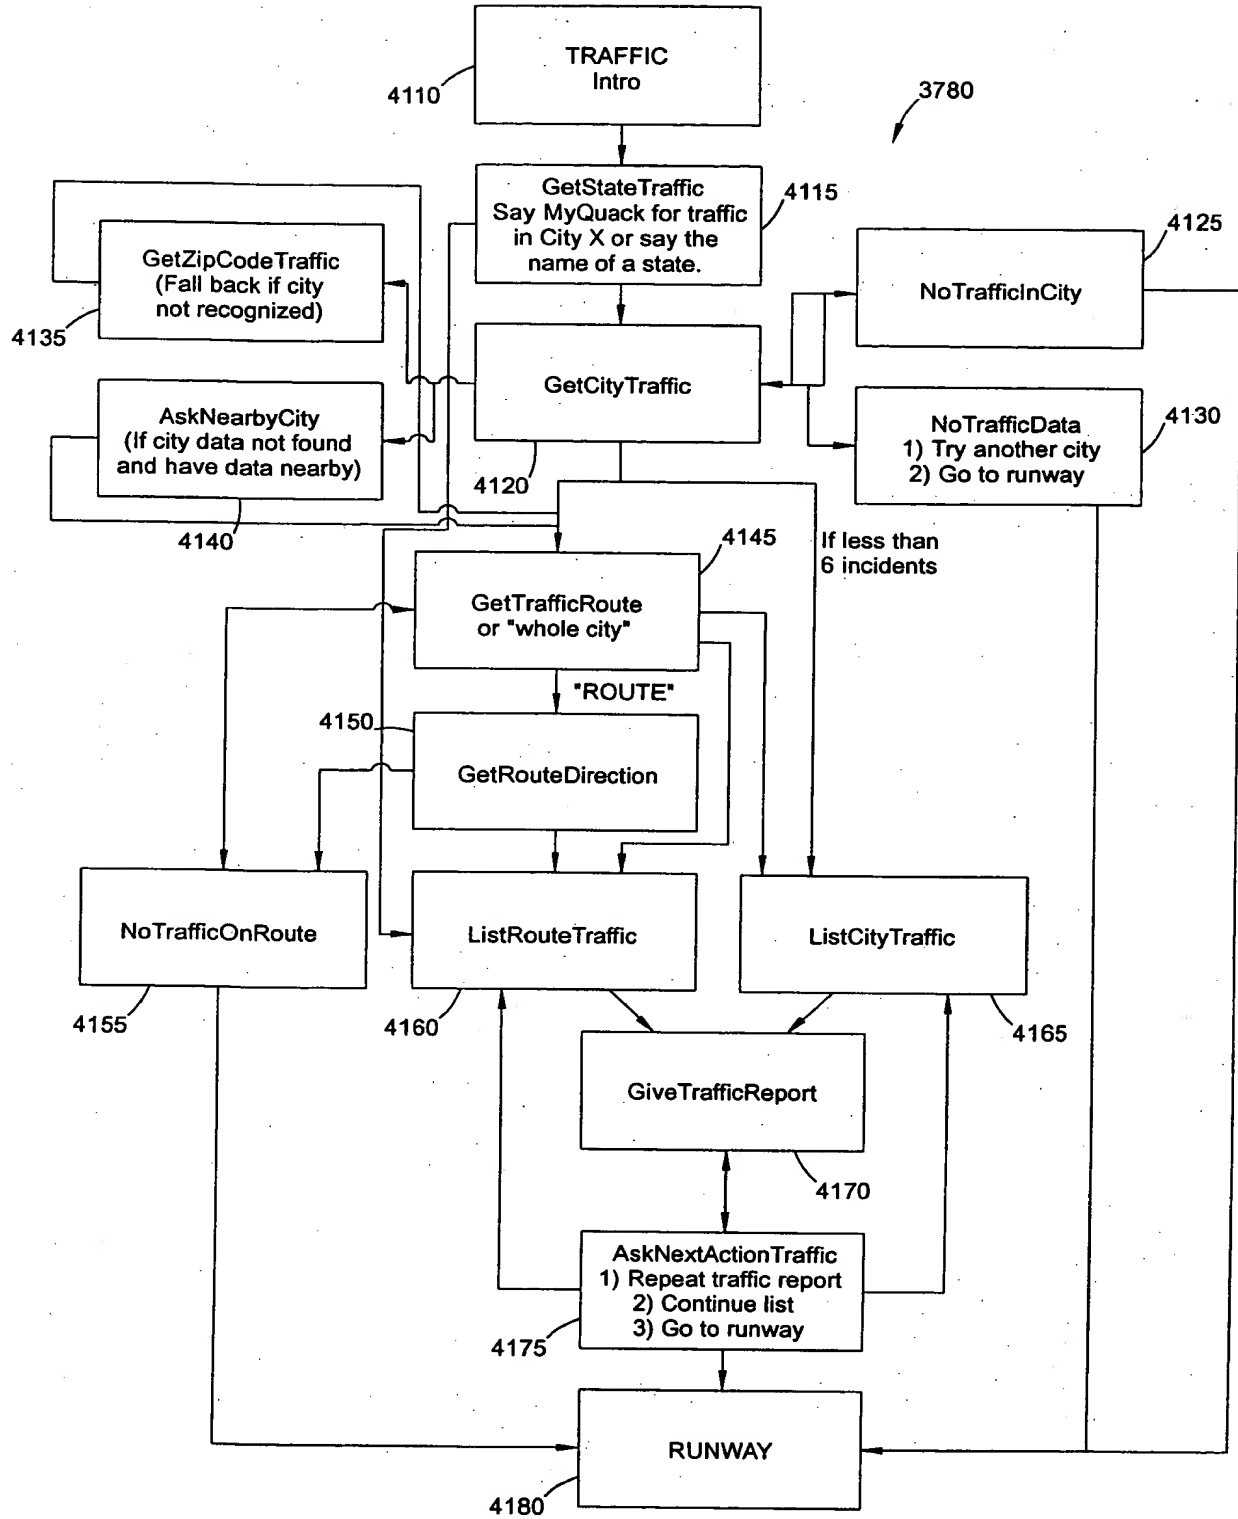 TRAFFIC
Intro
4110
3780
GetStateTraffic
Say MyQuack for traffic
in City X or say the
name of a state.
4115
4125
GetZipCodeTraffic
(Fall back if city
not recognized)
4135
NoTrafficInCity
GetCityTraffic
4120
AskNearbyCity
(If city data not found
and have data nearby)
4140
NoTrafficData
1) Try another city
2) Go to runway
4130
If less than
6 incidents
4145
GetTrafficRoute
or "whole city"
"ROUTE"
4150
GetRouteDirection
NoTrafficOnRoute
4155
ListRouteTraffic
4160
ListCityTraffic
4165
GiveTrafficReport
4170
AskNextActionTraffic
1) Repeat traffic report
2) Continue list
3) Go to runway
4175
RUNWAY
4180